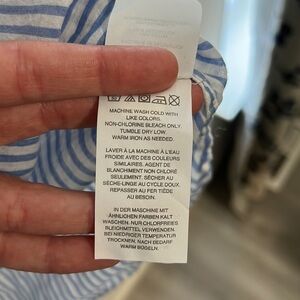 MACHINE WASH COLD WITH
LIKE COLORS.
NON-CHLORINE BLEACH ONLY.
TUMBLE DRY LOW.
WARM IRON AS NEEDED.
LAVER À LA MACHINE À L'EAU
FROIDE AVEC DES COULEURS
SIMILAIRES. AGENT DE
BLANCHIMENT NON CHLORÉ
SEULEMENT. SÉCHER AU
SÈCHE-LINGE AU CYCLE DOUX.
REPASSER AU FER TIÈDE
AU BESOIN.
IN DER MASCHINE MIT
ÄHNLICHEN FARBEN KALT
WASCHEN. NUR CHLORFREIES
BLEICHMITTEL VERWENDEN.
BEI NIEDRIGER TEMPERATUR
TROCKNEN. NACH BEDARF
WARM BÜGELN.